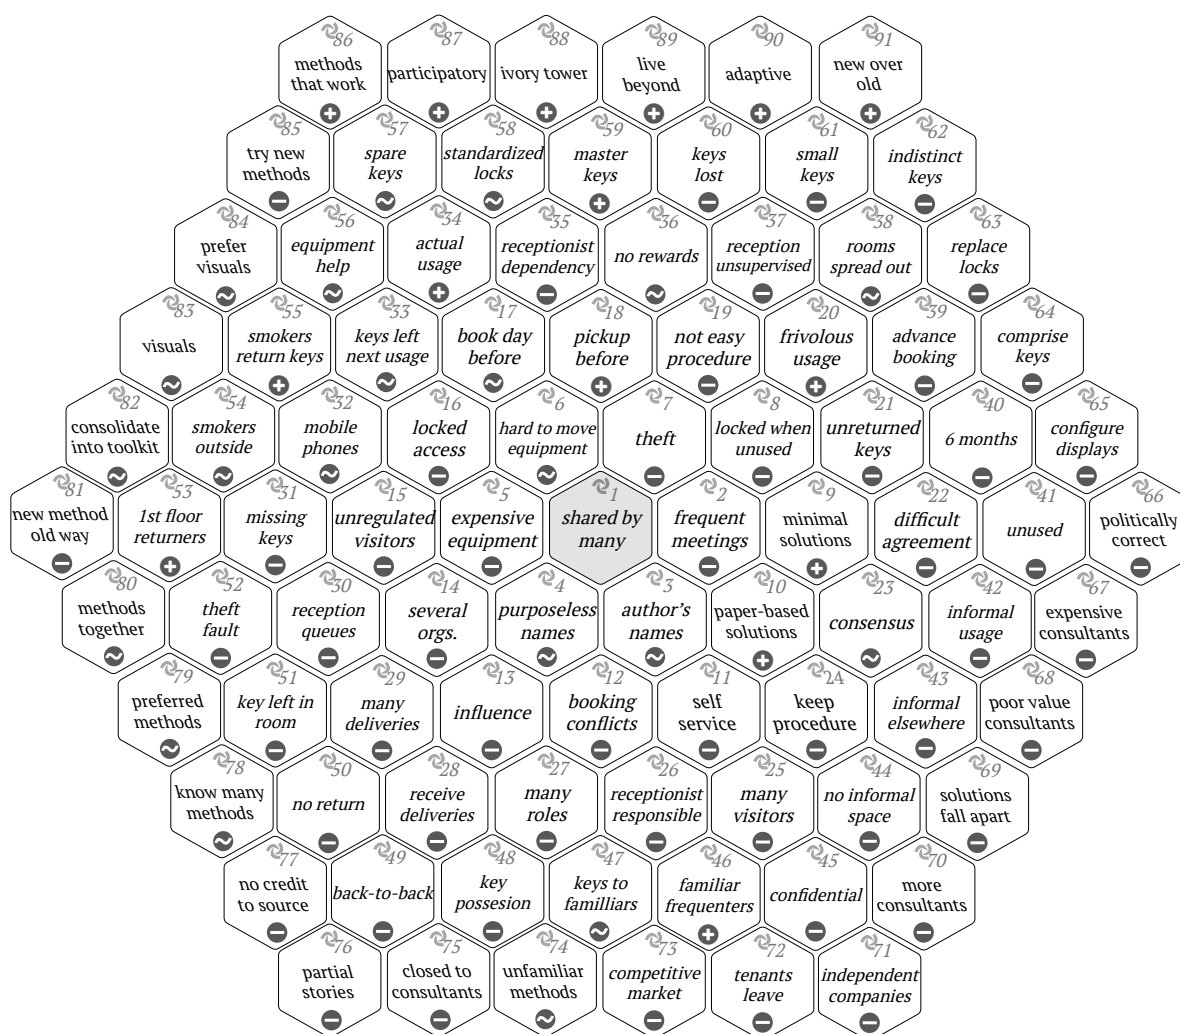 86
methods
that work
87
participatory
88
ivory tower
89
live
beyond
90
adaptive
91
new over
old
85
try new
methods
57
spare
keys
58
standardized
locks
59
master
keys
60
keys
lost
61
small
keys
62
indistinct
keys
84
prefer
visuals
56
equipment
help
34
actual
usage
35
receptionist
dependency
36
no rewards
37
reception
unsupervised
38
rooms
spread out
63
replace
locks
83
visuals
55
smokers
return keys
33
keys left
next usage
17
book day
before
18
pickup
before
19
not easy
procedure
20
frivolous
usage
39
advance
booking
64
comprise
keys
82
consolidate
into toolkit
54
smokers
outside
32
mobile
phones
16
locked
access
6
hard to move
equipment
7
theft
8
locked when
unused
21
unreturned
keys
40
6 months
65
configure
displays
81
new method
old way
53
1st floor
returners
31
missing
keys
15
unregulated
visitors
5
expensive
equipment
1
shared by
many
2
frequent
meetings
9
minimal
solutions
22
difficult
agreement
41
unused
66
politically
correct
80
methods
together
52
theft
fault
30
reception
queues
14
several
orgs.
4
purposeless
names
3
author's
names
10
paper-based
solutions
23
consensus
42
informal
usage
67
expensive
consultants
79
preferred
methods
51
key left in
room
29
many
deliveries
13
influence
12
booking
conflicts
11
self
service
24
keep
procedure
43
informal
elsewhere
68
poor value
consultants
78
know many
methods
50
no return
28
receive
deliveries
27
many
roles
26
receptionist
responsible
25
many
visitors
44
no informal
space
69
solutions
fall apart
77
no credit
to source
49
back-to-back
48
key
possesion
47
keys to
familliars
46
familiar
frequenters
45
confidential
70
more
consultants
76
partial
stories
75
closed to
consultants
74
unfamiliar
methods
73
competitive
market
72
tenants
leave
71
independent
companies